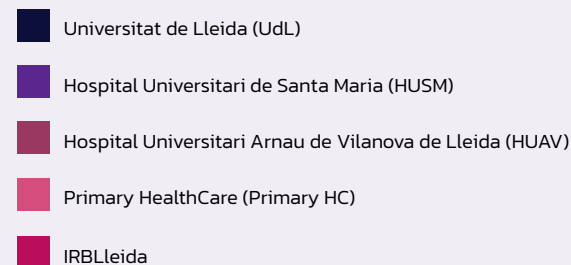 Universitat de Lleida (UdL)
Hospital Universitari de Santa Maria (HUSM)
Hospital Universitari Arnau de Vilanova de Lleida (HUAV)
Primary HealthCare (Primary HC)
IRBLleida